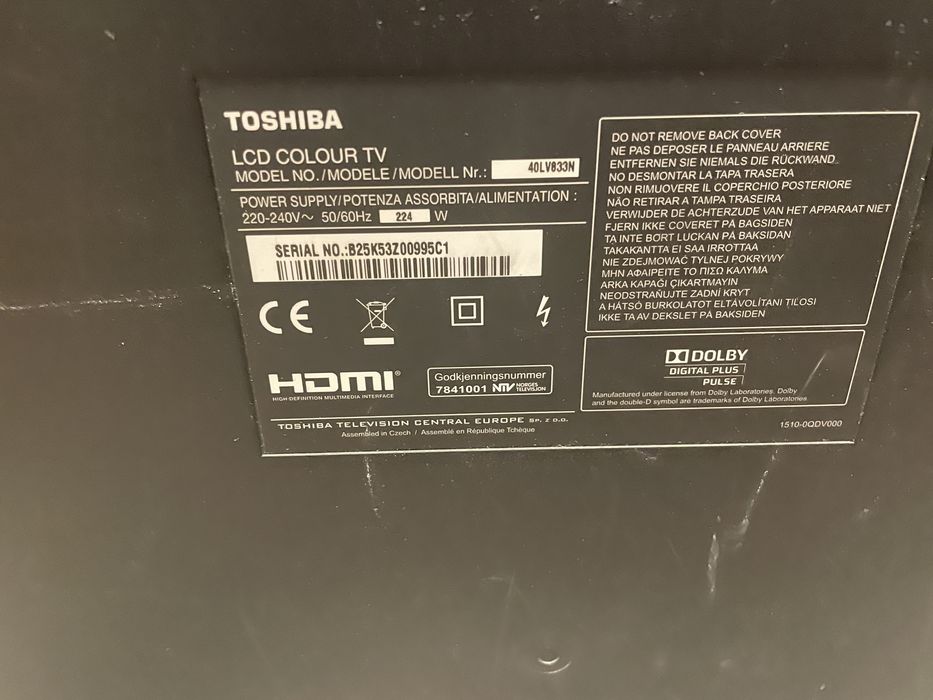 TOSHIBA
LCD COLOUR TV
MODEL NO./MODELE/MODELL Nr.: 40LV833N
POWER SUPPLY/POTENZA ASSORBITA/ALIMENTATION :
220-240V~ 50/60Hz 224 W
SERIAL NO.:B25K53Z00995C1
CE
HDMI®
HIGH-DEFINITION MULTIMEDIA INTERFACE
Godkjenningsnummer
7841001 NTV NORGES TELEVISION
TOSHIBA TELEVISION CENTRAL EUROPE SP. Z O.O.
Assembled in Czech / Assemblé en République Tchèque
DO NOT REMOVE BACK COVER
NE PAS DEPOSER LE PANNEAU ARRIERE
ENTFERNEN SIE NIEMALS DIE RÜCKWAND
NO DESMONTAR LA TAPA TRASERA
NON RIMUOVERE IL COPERCHIO POSTERIORE
NÃO RETIRAR A TAMPA TRASEIRA
VERWIJDER DE ACHTERZUDE VAN HET APPARAAT NIET
FJERN IKKE COVERET PÅ BAGSIDEN
TA INTE BORT LUCKAN PÅ BAKSIDAN
TAKAKANTTA EI SAA IRROTTAA
NIE ZDEJMOWAĆ TYLNEJ POKRYWY
ΜΗΝ ΑΦΑΙΡΕΙΤΕ ΤΟ ΠΙΣΩ ΚΑΛΥΜΑ
ARKA KAPAĞI ÇIKARTMAYIN
NEODSTRAŇUJTE ZADNÍ KRYT
A HÁTSÓ BURKOLATOT ELTÁVOLÍTANI TILOSI
IKKE TA AV DEKSLET PÅ BAKSIDEN
DOLBY
DIGITAL PLUS
PULSE
Manufactured under license from Dolby Laboratories. Dolby
and the double-D symbol are trademarks of Dolby Laboratories
1510-0QDV000